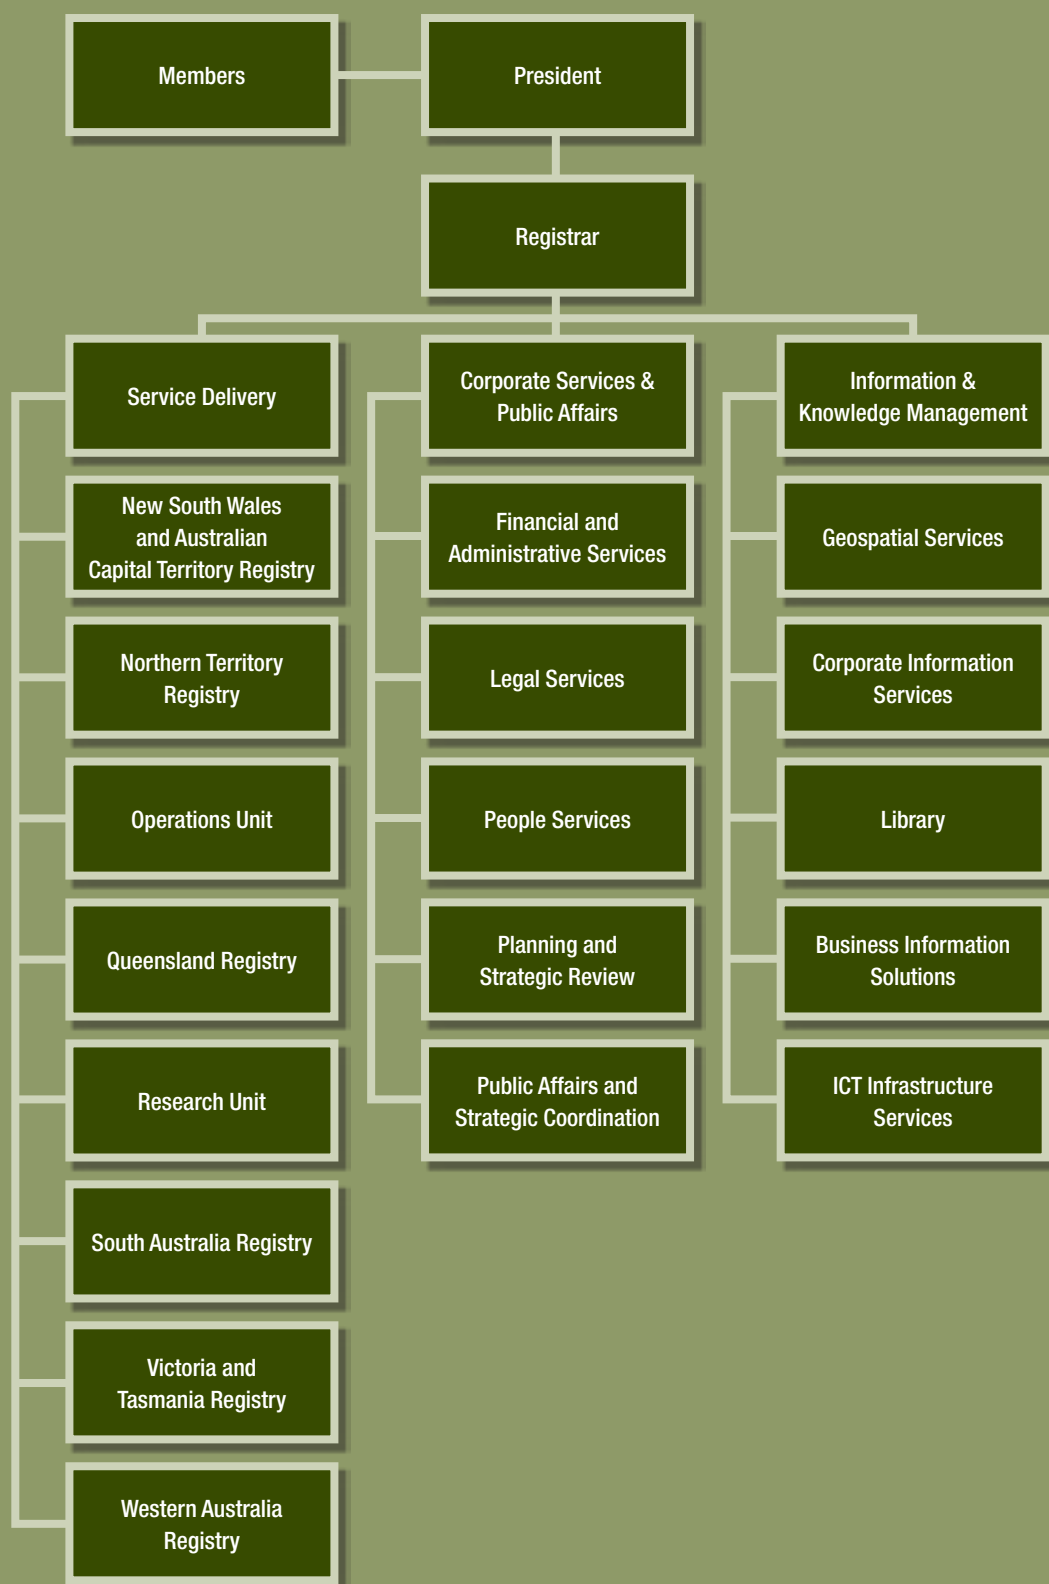 Members
President
Registrar
Service Delivery
New South Wales
and Australian
Capital Territory Registry
Northern Territory
Registry
Operations Unit
Queensland Registry
Research Unit
South Australia Registry
Victoria and
Tasmania Registry
Western Australia
Registry
Corporate Services &
Public Affairs
Financial and
Administrative Services
Legal Services
People Services
Planning and
Strategic Review
Public Affairs and
Strategic Coordination
Information &
Knowledge Management
Geospatial Services
Corporate Information
Services
Library
Business Information
Solutions
ICT Infrastructure
Services